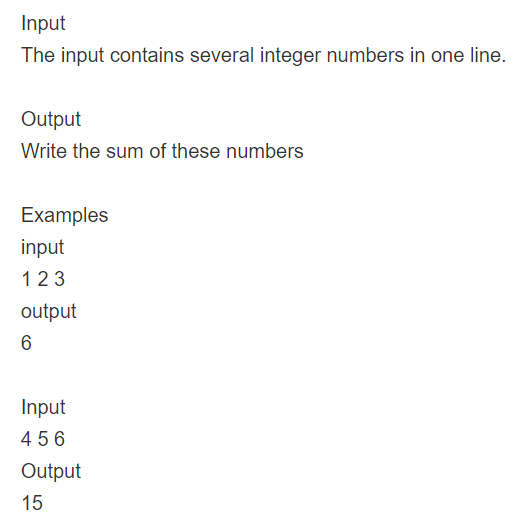 Input
The input contains several integer numbers in one line.
Output
Write the sum of these numbers
Examples
input
1 2 3
output
6
Input
4 5 6
Output
15